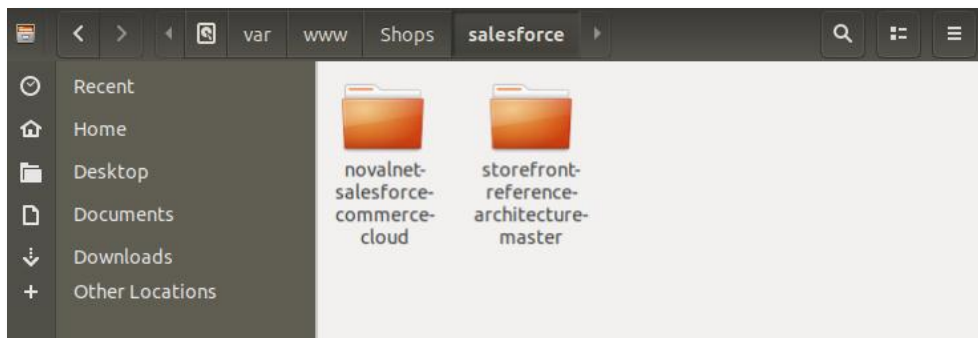 var www Shops salesforce
Recent
Home
Desktop
Documents
Downloads
Other Locations
novalnet-
salesforce-
commerce-
cloud
storefront-
reference-
architecture-
master